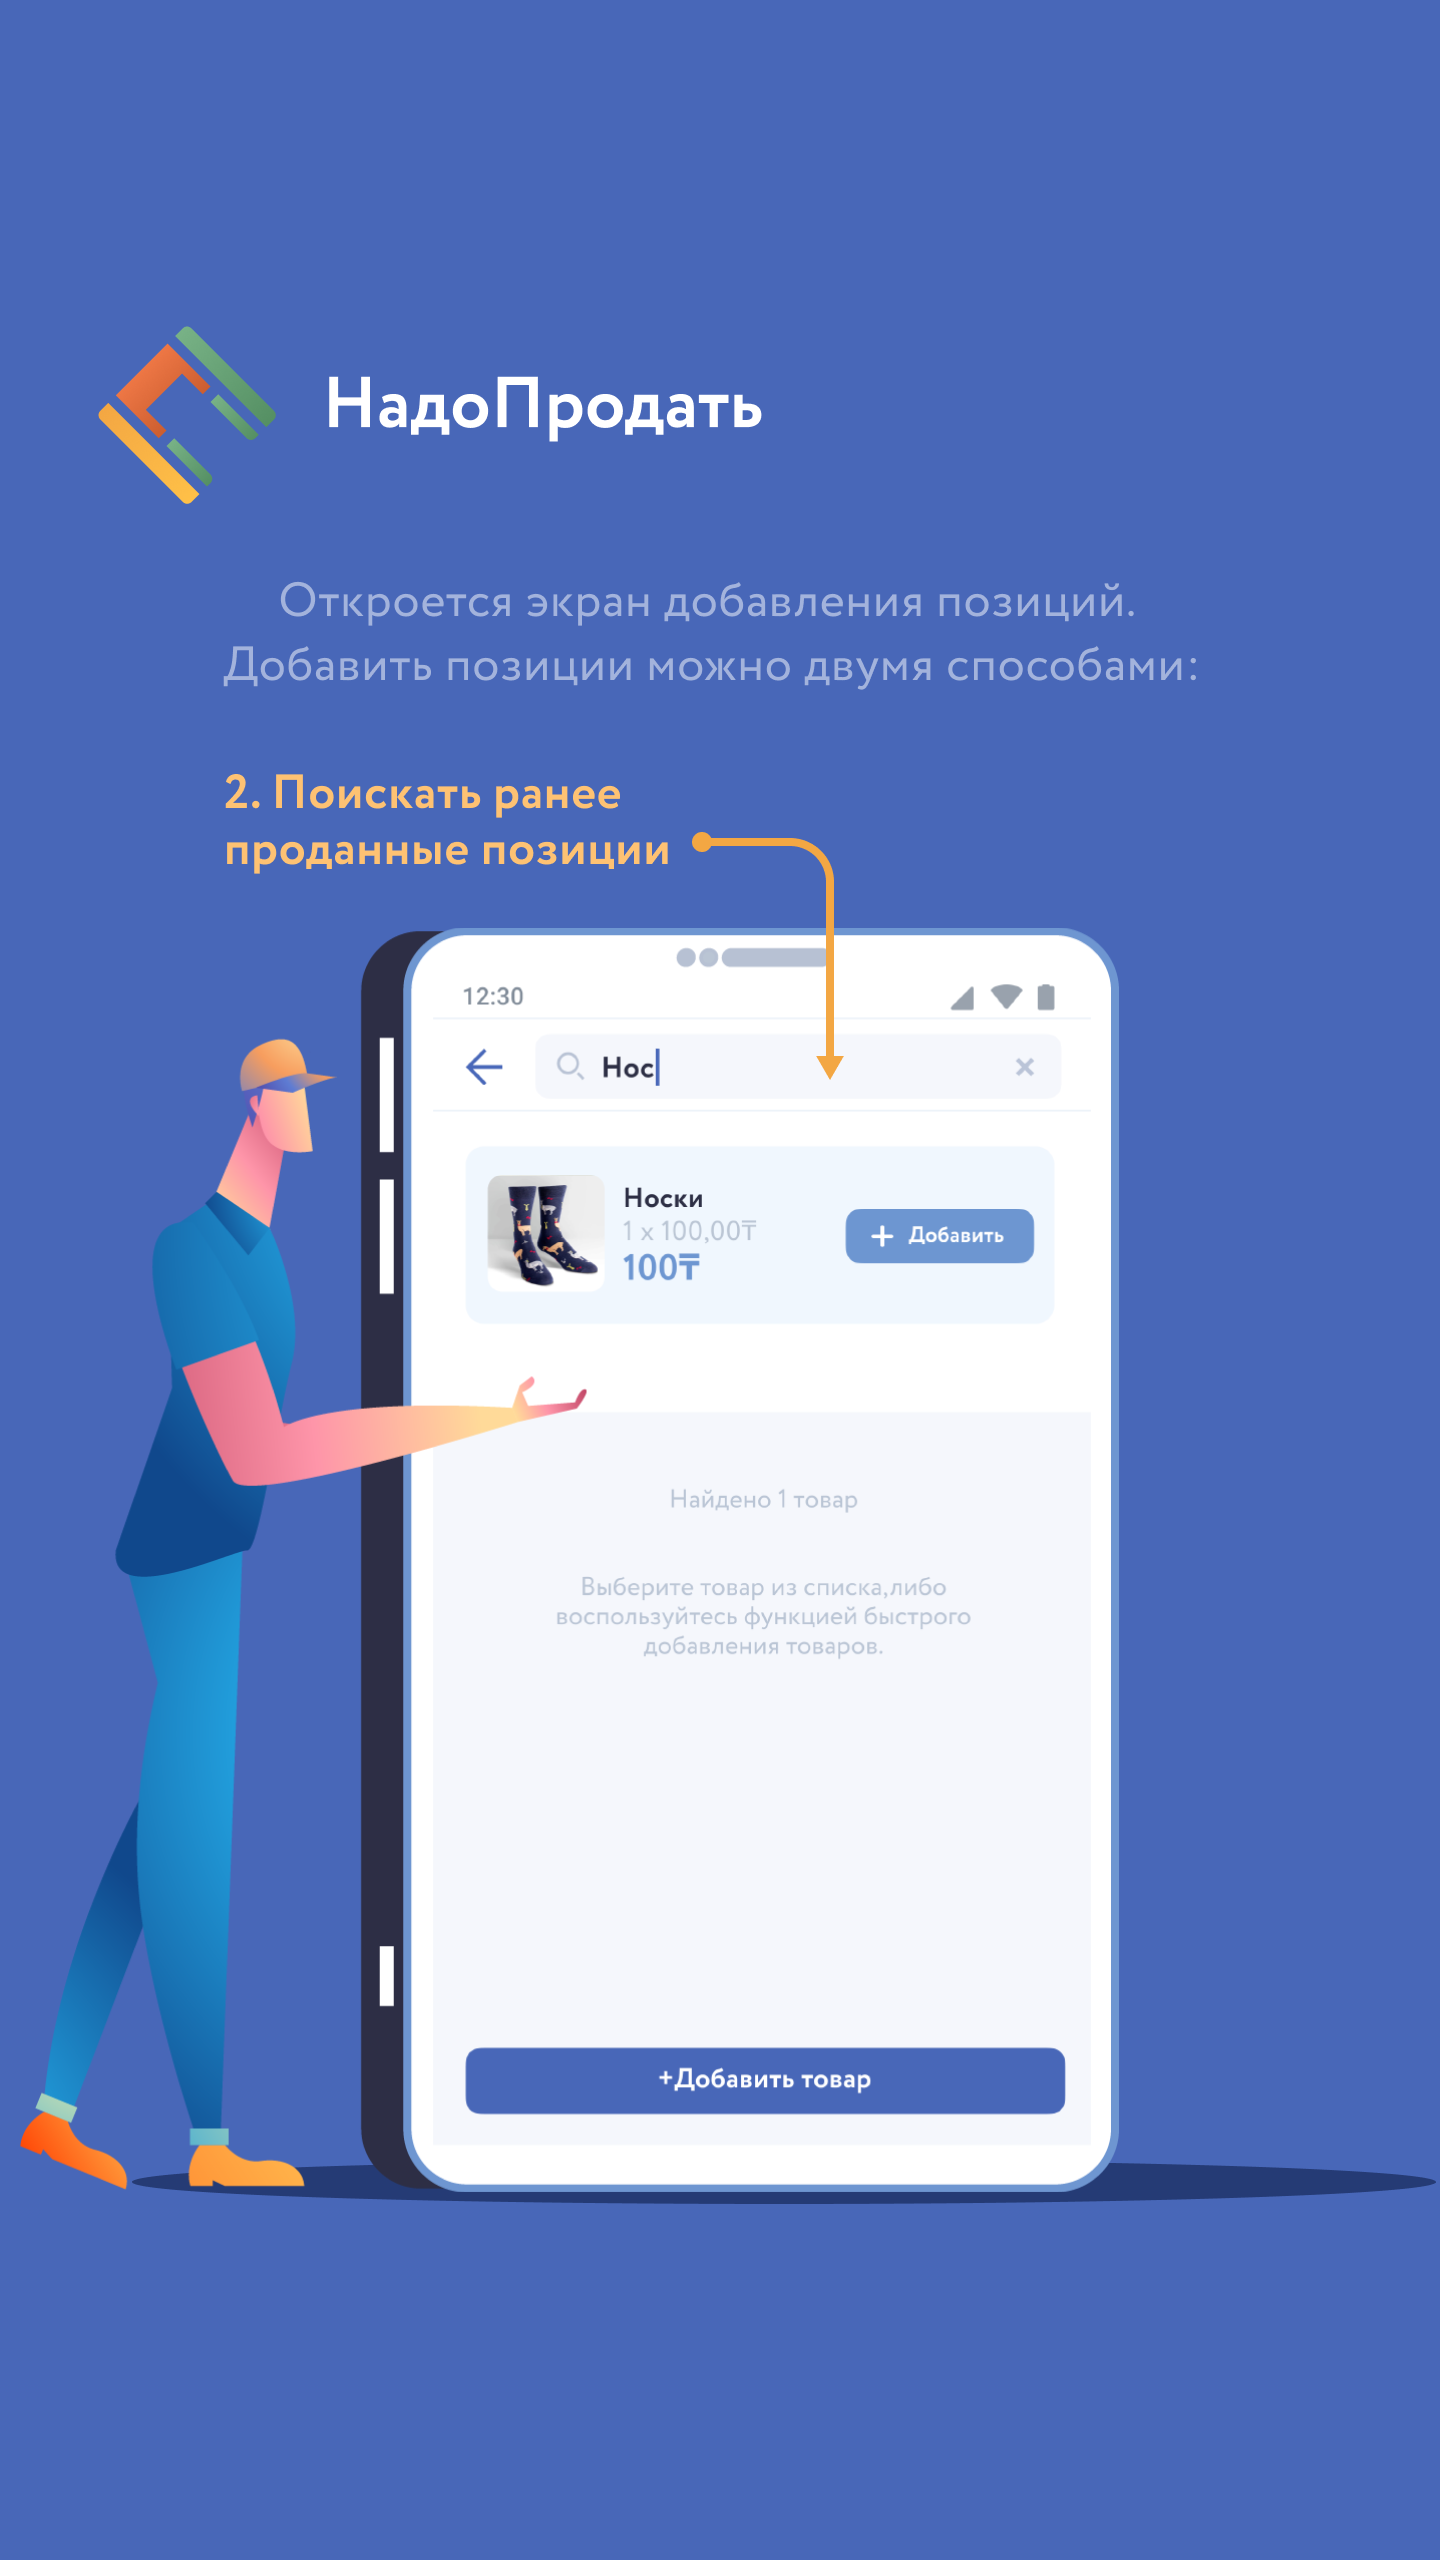 НадоПродать
Откроется экран добавления позиций.
Добавить позиции можно двумя способами:
2. Поискать ранее
проданные позиции
12:30
Нос
Носки
1 x 100,00₸
100₸
Добавить
Найдено 1 товар
Выберите товар из списка,либо
воспользуйтесь функцией быстрого
добавления товаров.
+Добавить товар